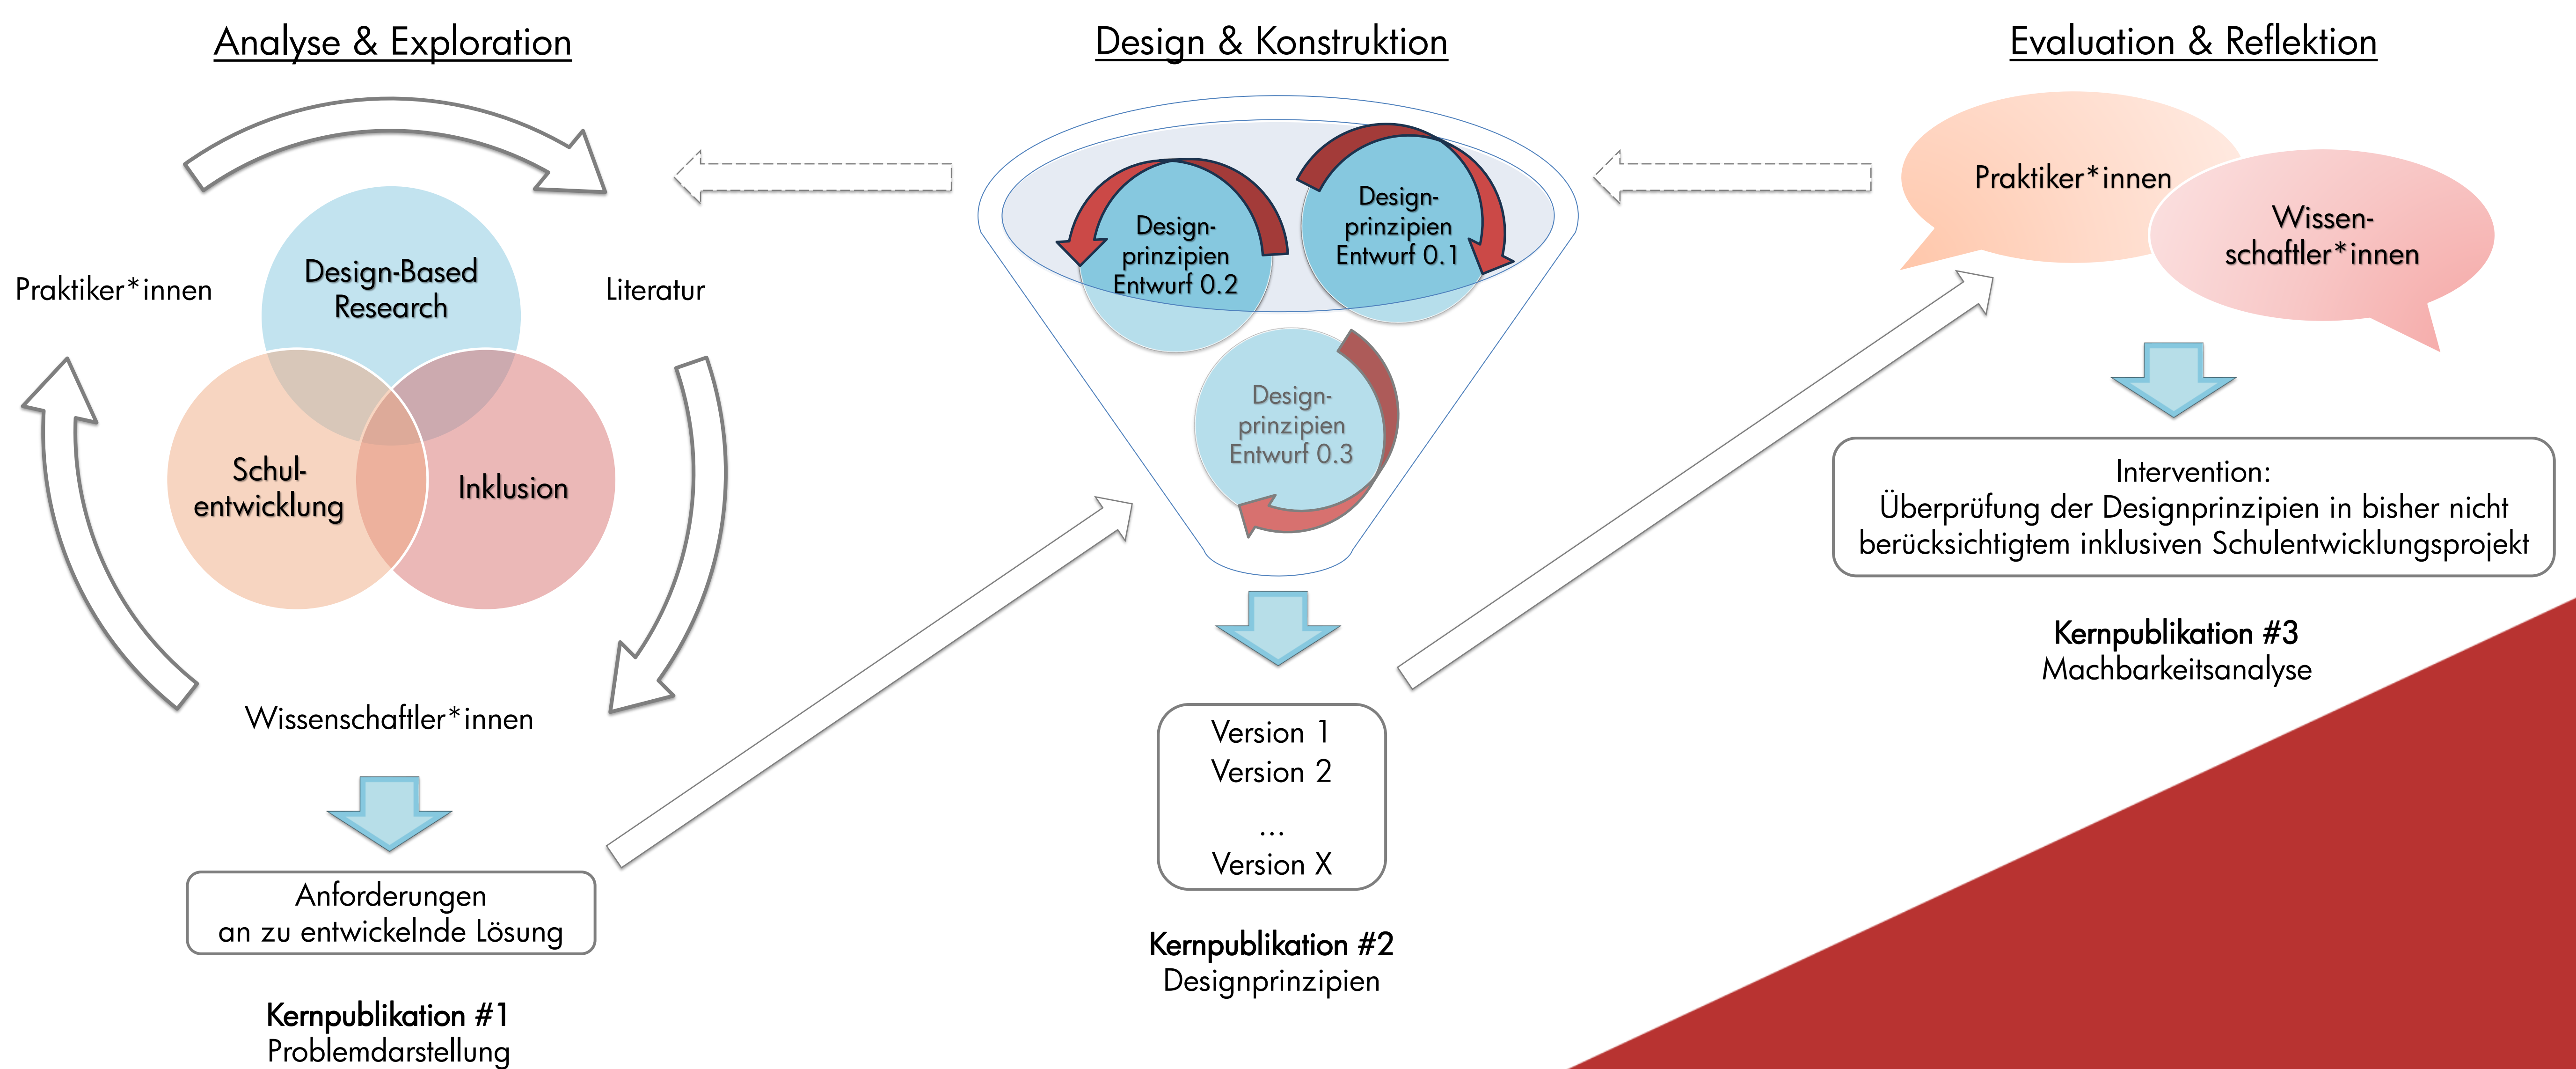 Analyse & Exploration
Praktiker*innen
Design-Based
Research
Literatur
Schul-
entwicklung
Inklusion
Wissenschaftler*innen
Anforderungen
an zu entwickelnde Lösung
Kernpublikation #1
Problemdarstellung
Design & Konstruktion
Design-
prinzipien
Entwurf 0.2
Design-
prinzipien
Entwurf 0.1
Design-
prinzipien
Entwurf 0.3
Version 1
Version 2
...
Version X
Kernpublikation #2
Designprinzipien
Evaluation & Reflektion
Praktiker*innen
Wissen-
schaftler*innen
Intervention:
Überprüfung der Designprinzipien in bisher nicht
berücksichtigtem inklusiven Schulentwicklungsprojekt
Kernpublikation #3
Machbarkeitsanalyse